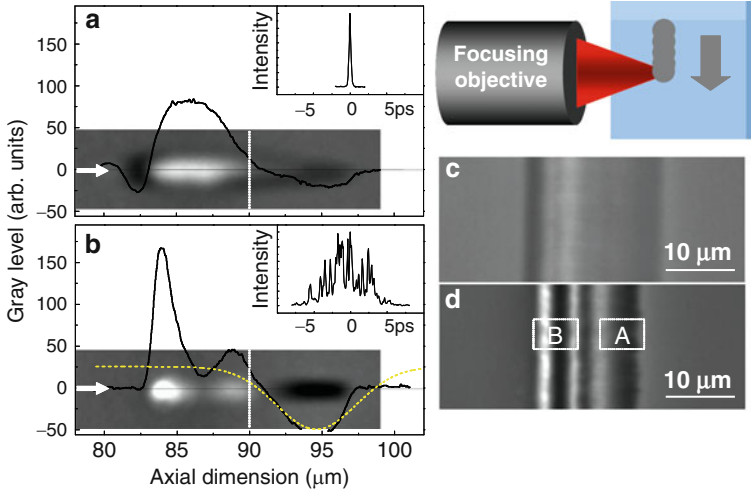 a
150
100
50
0
−50
Intensity
−5 0 5ps
Gray level (arb. units)
b
150
100
50
0
−50
Intensity
−5 0 5ps
80 85 90 95 100
Axial dimension (μm)
Focusing
objective
c
10 μm
d
B A
10 μm